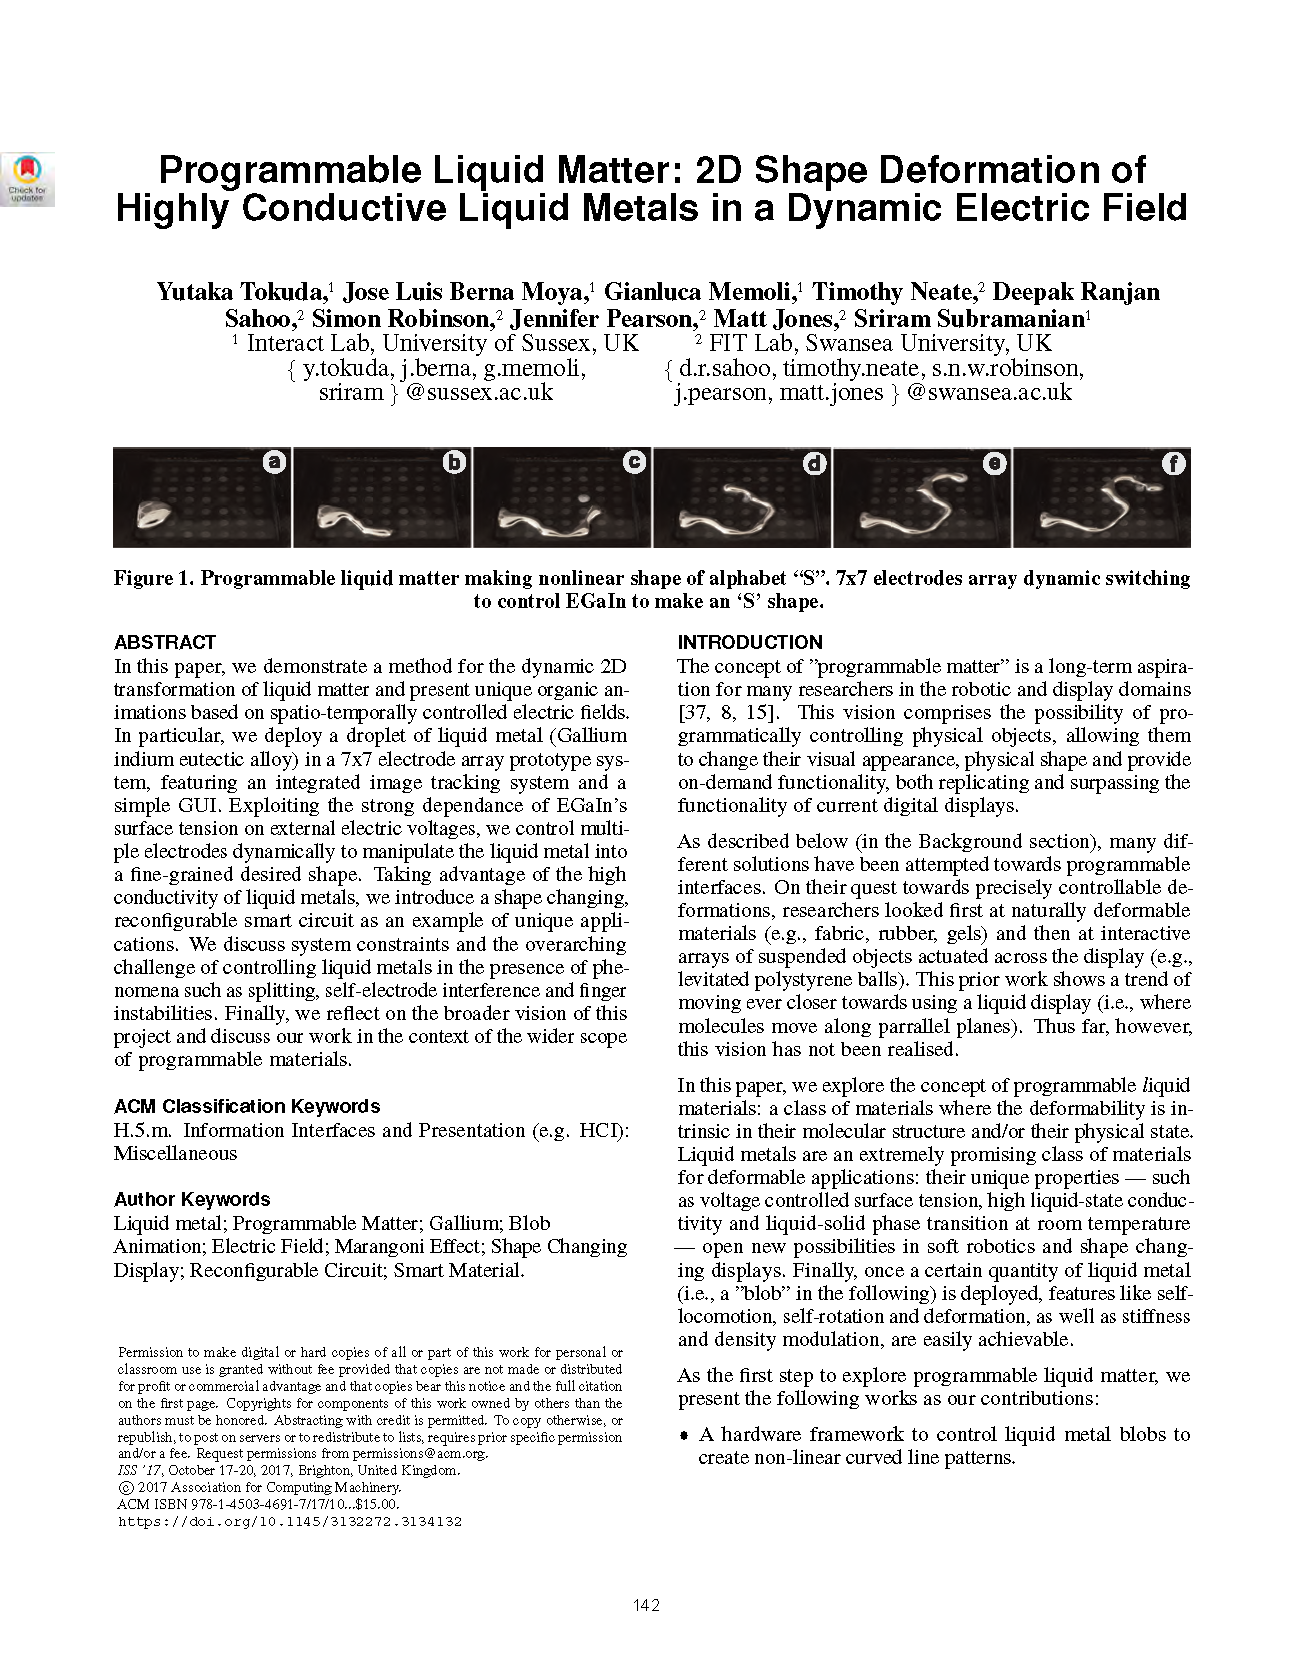 Check for
updates
Programmable Liquid Matter: 2D Shape Deformation of
Highly Conductive Liquid Metals in a Dynamic Electric Field
Yutaka Tokuda,1 Jose Luis Berna Moya,1 Gianluca Memoli,1 Timothy Neate,2 Deepak Ranjan
Sahoo,2 Simon Robinson,2 Jennifer Pearson,2 Matt Jones,2 Sriram Subramanian1
1 Interact Lab, University of Sussex, UK
{ y.tokuda, j.berna, g.memoli,
sriram } @sussex.ac.uk
2 FIT Lab, Swansea University, UK
{ d.r.sahoo, timothy.neate, s.n.w.robinson,
j.pearson, matt.jones } @swansea.ac.uk
a b c d e f
Figure 1. Programmable liquid matter making nonlinear shape of alphabet “S”. 7x7 electrodes array dynamic switching
to control EGaIn to make an ‘S’ shape.
ABSTRACT
In this paper, we demonstrate a method for the dynamic 2D
transformation of liquid matter and present unique organic an-
imations based on spatio-temporally controlled electric fields.
In particular, we deploy a droplet of liquid metal (Gallium
indium eutectic alloy) in a 7x7 electrode array prototype sys-
tem, featuring an integrated image tracking system and a
simple GUI. Exploiting the strong dependance of EGaIn’s
surface tension on external electric voltages, we control multi-
ple electrodes dynamically to manipulate the liquid metal into
a fine-grained desired shape. Taking advantage of the high
conductivity of liquid metals, we introduce a shape changing,
reconfigurable smart circuit as an example of unique appli-
cations. We discuss system constraints and the overarching
challenge of controlling liquid metals in the presence of phe-
nomena such as splitting, self-electrode interference and finger
instabilities. Finally, we reflect on the broader vision of this
project and discuss our work in the context of the wider scope
of programmable materials.
ACM Classification Keywords
H.5.m. Information Interfaces and Presentation (e.g. HCI):
Miscellaneous
Author Keywords
Liquid metal; Programmable Matter; Gallium; Blob
Animation; Electric Field; Marangoni Effect; Shape Changing
Display; Reconfigurable Circuit; Smart Material.
Permission to make digital or hard copies of all or part of this work for personal or
classroom use is granted without fee provided that copies are not made or distributed
for profit or commercial advantage and that copies bear this notice and the full citation
on the first page. Copyrights for components of this work owned by others than the
authors must be honored. Abstracting with credit is permitted. To copy otherwise, or
republish, to post on servers or to redistribute to lists, requires prior specific permission
and/or a fee. Request permissions from permissions@acm.org.
ISS ’17, October 17-20, 2017, Brighton, United Kingdom.
© 2017 Association for Computing Machinery.
ACM ISBN 978-1-4503-4691-7/17/10...$15.00.
https://doi.org/10.1145/3132272.3134132
INTRODUCTION
The concept of ”programmable matter” is a long-term aspira-
tion for many researchers in the robotic and display domains
[37, 8, 15]. This vision comprises the possibility of pro-
grammatically controlling physical objects, allowing them
to change their visual appearance, physical shape and provide
on-demand functionality, both replicating and surpassing the
functionality of current digital displays.
As described below (in the Background section), many dif-
ferent solutions have been attempted towards programmable
interfaces. On their quest towards precisely controllable de-
formations, researchers looked first at naturally deformable
materials (e.g., fabric, rubber, gels) and then at interactive
arrays of suspended objects actuated across the display (e.g.,
levitated polystyrene balls). This prior work shows a trend of
moving ever closer towards using a liquid display (i.e., where
molecules move along parrallel planes). Thus far, however,
this vision has not been realised.
In this paper, we explore the concept of programmable liquid
materials: a class of materials where the deformability is in-
trinsic in their molecular structure and/or their physical state.
Liquid metals are an extremely promising class of materials
for deformable applications: their unique properties — such
as voltage controlled surface tension, high liquid-state conduc-
tivity and liquid-solid phase transition at room temperature
— open new possibilities in soft robotics and shape chang-
ing displays. Finally, once a certain quantity of liquid metal
(i.e., a ”blob” in the following) is deployed, features like self-
locomotion, self-rotation and deformation, as well as stiffness
and density modulation, are easily achievable.
As the first step to explore programmable liquid matter, we
present the following works as our contributions:
• A hardware framework to control liquid metal blobs to
create non-linear curved line patterns.
142